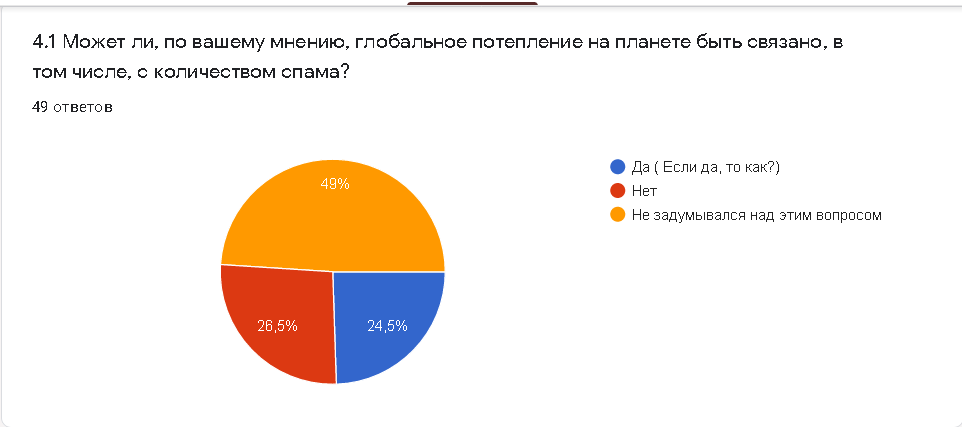 4.1 Может ли, по вашему мнению, глобальное потепление на планете быть связано, в
том числе, с количеством спама?
49 ответов
49%
26,5%
24,5%
Да ( Если да, то как?)
Нет
Не задумывался над этим вопросом